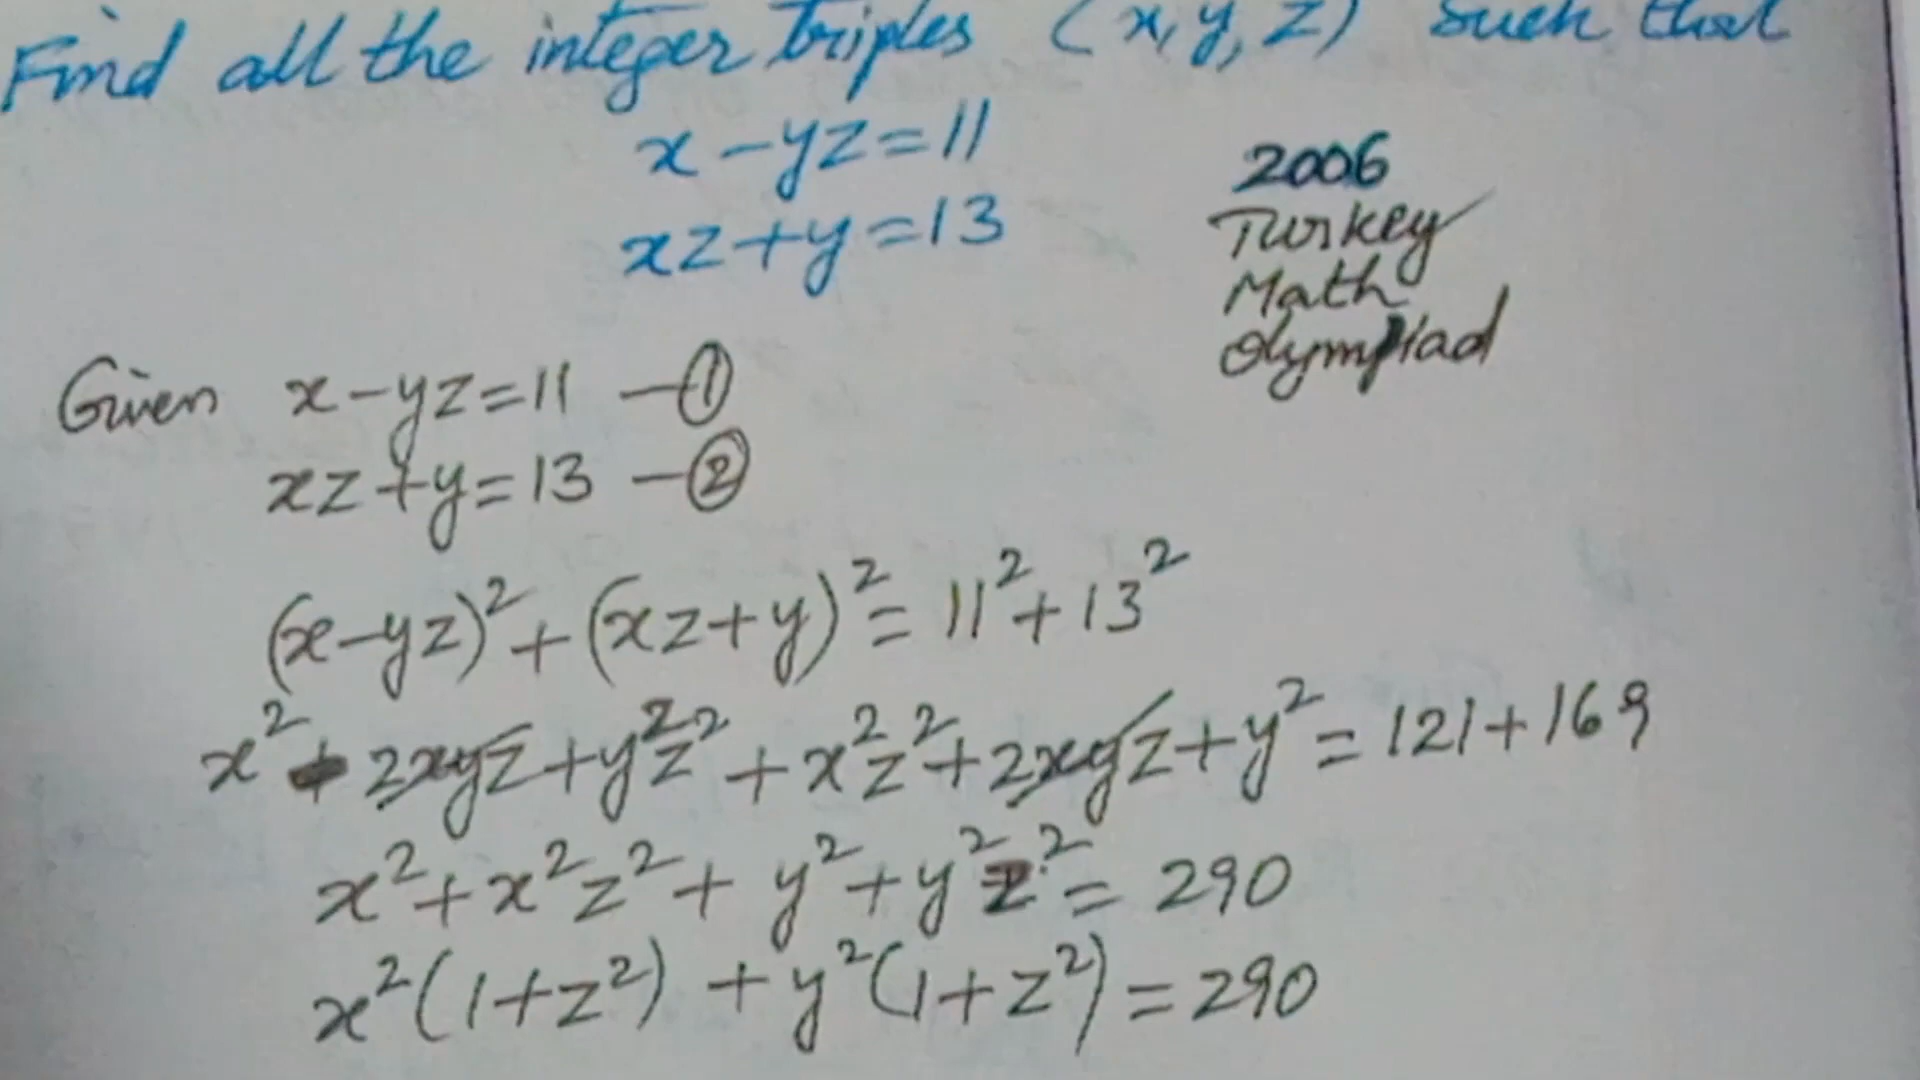 Find all the integer triples (x, y, z) such that
x - yz = 11
xz + y = 13
2006
Turkey
Math
Olympiad
Given x - yz = 11 — ①
xz + y = 13 — ②
(x - yz)² + (xz + y)² = 11² + 13²
x² - 2xyz + y²z² + x²z² + 2xyz + y² = 121 + 169
x² + x²z² + y² + y²z² = 290
x²(1 + z²) + y²(1 + z²) = 290